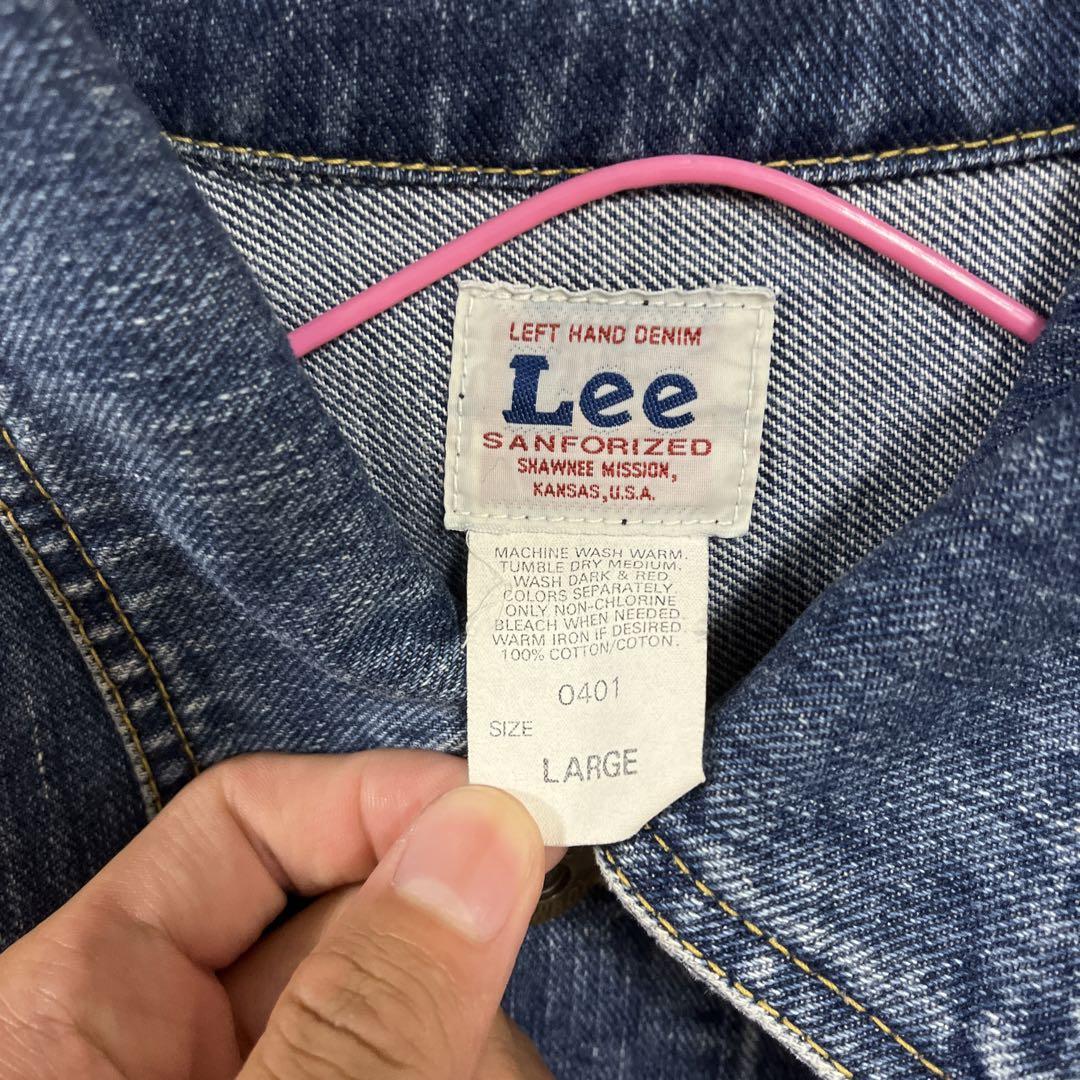 LEFT HAND DENIM
Lee
SANFORIZED
SHAWNEE MISSION,
KANSAS, U.S.A.
MACHINE WASH WARM.
TUMBLE DRY MEDIUM.
WASH DARK & RED
COLORS SEPARATELY
ONLY NON-CHLORINE
BLEACH WHEN NEEDED
WARM IRON IF DESIRED.
100% COTTON/COTON.
0401
SIZE
LARGE